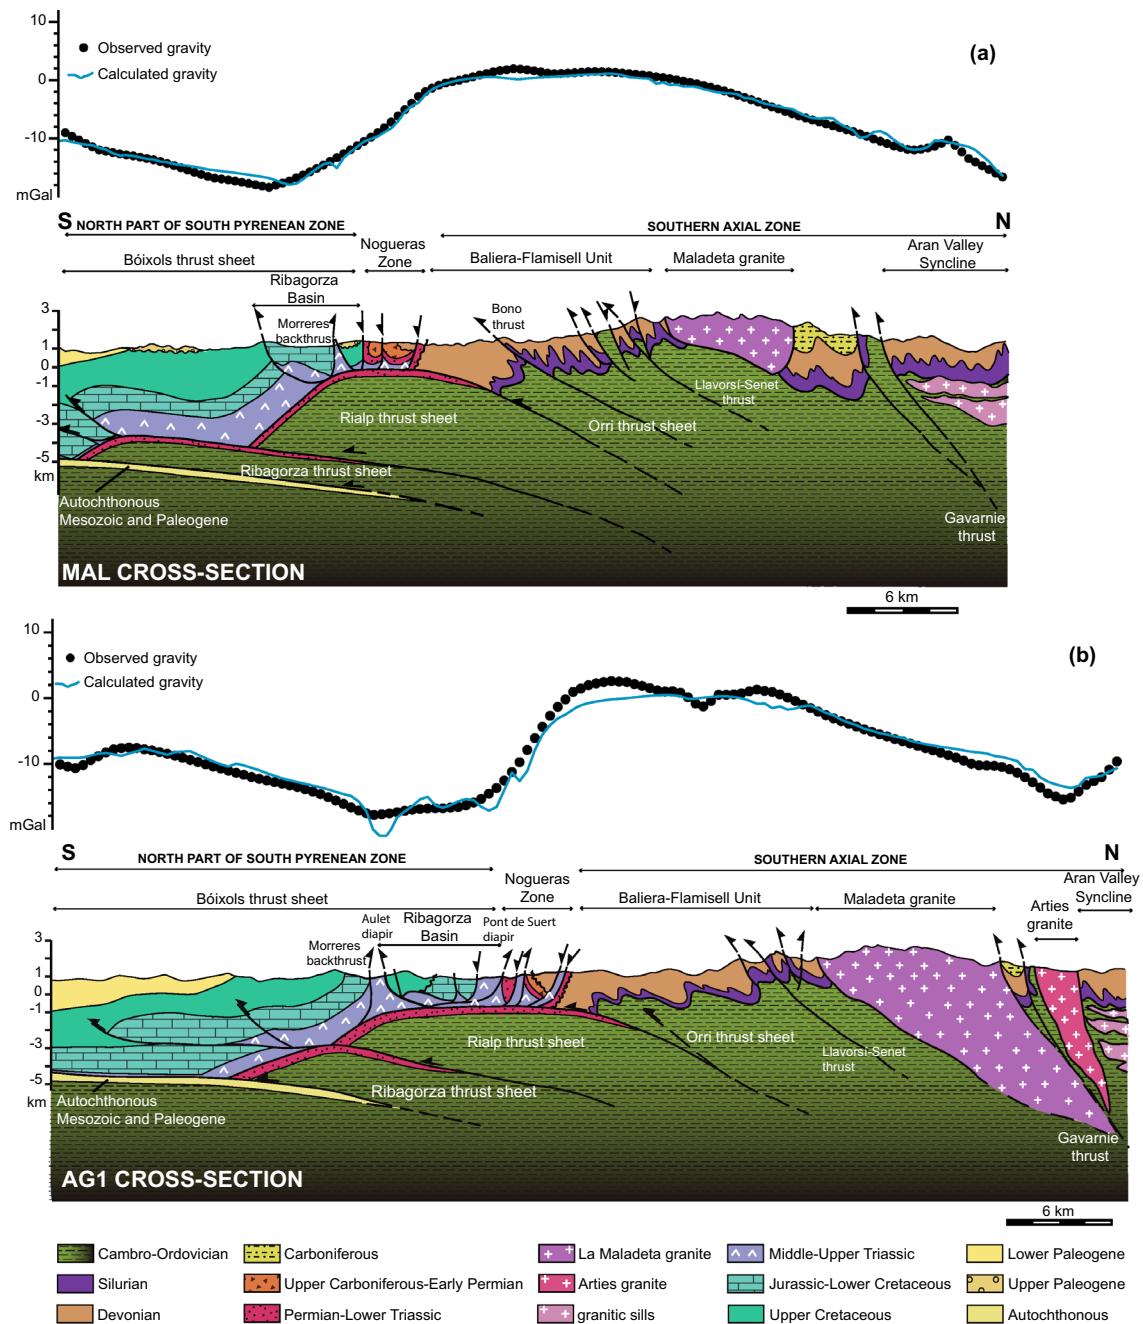 10
Observed gravity
(a)
Calculated gravity
0
-10
mGal
S
NORTH PART OF SOUTH PYRENEAN ZONE
SOUTHERN AXIAL ZONE
N
Bóixols thrust sheet
Nogueras
Zone
Baliera-Flamisell Unit
Maladeta granite
Aran Valley
Syncline
Ribagorza
Basin
3
Morreres
backthrust
Bono
thrust
1
0
-1
Llavorsí-Senet
thrust
Rialp thrust sheet
Orri thrust sheet
-3
-5
km
Ribagorza thrust sheet
Autochthonous
Mesozoic and Paleogene
Gavarnie
thrust
MAL CROSS-SECTION
6 km
10
Observed gravity
(b)
Calculated gravity
0
-10
mGal
S
NORTH PART OF SOUTH PYRENEAN ZONE
SOUTHERN AXIAL ZONE
N
Bóixols thrust sheet
Nogueras
Zone
Baliera-Flamisell Unit
Maladeta granite
Arties
granite
Aran Valley
Syncline
Aulet
diapir
Ribagorza
Basin
Pont de Suert
diapir
Morreres
backthrust
3
1
0
-1
Rialp thrust sheet
Orri thrust sheet
-3
Llavorsí-Senet
thrust
-5
Ribagorza thrust sheet
km
Autochthonous
Mesozoic and Paleogene
Gavarnie
thrust
AG1 CROSS-SECTION
6 km
Cambro-Ordovician
Carboniferous
La Maladeta granite
Middle-Upper Triassic
Lower Paleogene
Silurian
Upper Carboniferous-Early Permian
Arties granite
Jurassic-Lower Cretaceous
Upper Paleogene
Devonian
Permian-Lower Triassic
granitic sills
Upper Cretaceous
Autochthonous